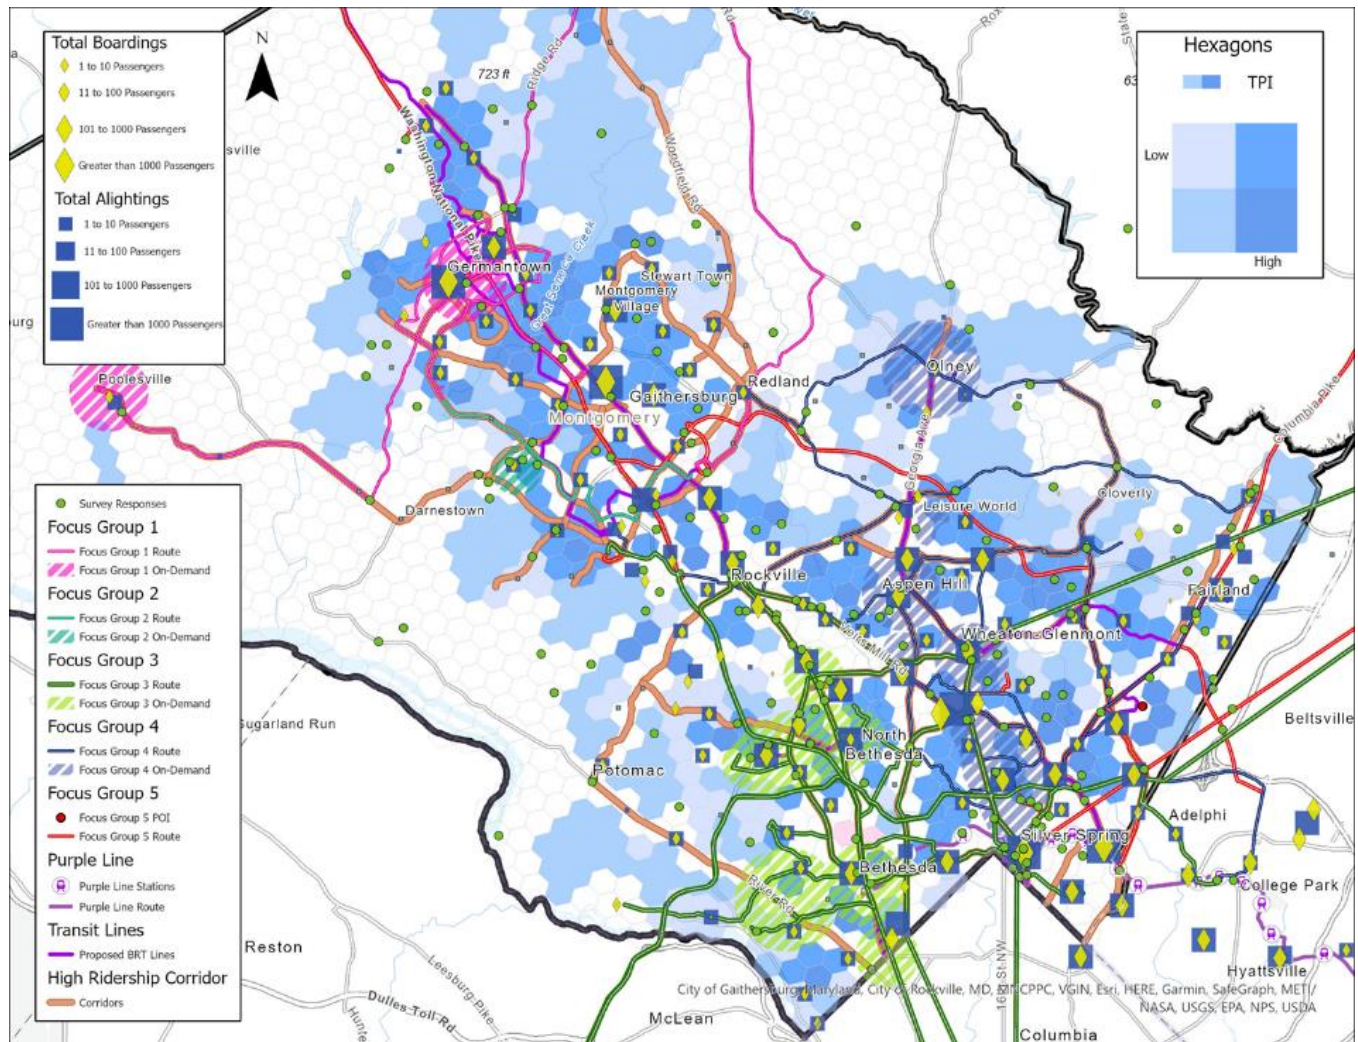 Total Boardings
1 to 10 Passengers
11 to 100 Passengers
101 to 1000 Passengers
Greater than 1000 Passengers
Total Alightings
1 to 10 Passengers
11 to 100 Passengers
101 to 1000 Passengers
Greater than 1000 Passengers
N
723 ft
Ridge Rd
Rd
Rox
State
Hexagons
63
TPI
Low
High
a
sville
burg
Washington National Pike
Woodfield Rd
Great Seneca Creek
Germantown
Stewart Town
Montgomery
Village
Poolesville
Gaithersburg
Redland
Montgomery
Olney
Georgia Ave
Columbia Pike
Darnestown
Leisure World
Cloverly
Rockville
Aspen Hill
Fairland
Veirs Mill Rd
Wheaton-Glenmont
Sugarland Run
North
Bethesda
Beltsville
Potomac
Adelphi
Silver Spring
Bethesda
River Rd
College Park
Reston
Leesburg Pike
Dulles Toll Rd
Hunte
McLean
16th St NW
Hyattsville
Columbia
City of Gaithersburg, Maryland, City of Rockville, MD, MNCPPC, VGIN, Esri, HERE, Garmin, SafeGraph, METI/
NASA, USGS, EPA, NPS, USDA
Survey Responses
Focus Group 1
Focus Group 1 Route
Focus Group 1 On-Demand
Focus Group 2
Focus Group 2 Route
Focus Group 2 On-Demand
Focus Group 3
Focus Group 3 Route
Focus Group 3 On-Demand
Focus Group 4
Focus Group 4 Route
Focus Group 4 On-Demand
Focus Group 5
Focus Group 5 POI
Focus Group 5 Route
Purple Line
Purple Line Stations
Purple Line Route
Transit Lines
Proposed BRT Lines
High Ridership Corridor
Corridors